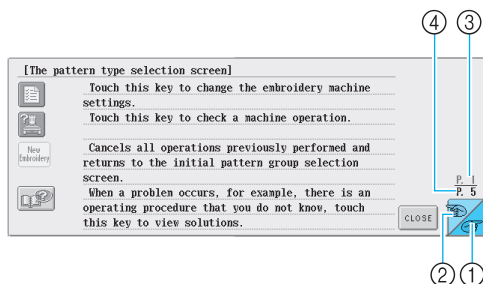 ④ ③
[The pattern type selection screen]
Touch this key to change the embroidery machine
settings.
Touch this key to check a machine operation.
New
Embroidery
Cancels all operations previously performed and
returns to the initial pattern group selection
screen.
When a problem occurs, for example, there is an
operating procedure that you do not know, touch
this key to view solutions.
P. 1
P. 5
CLOSE
② ①